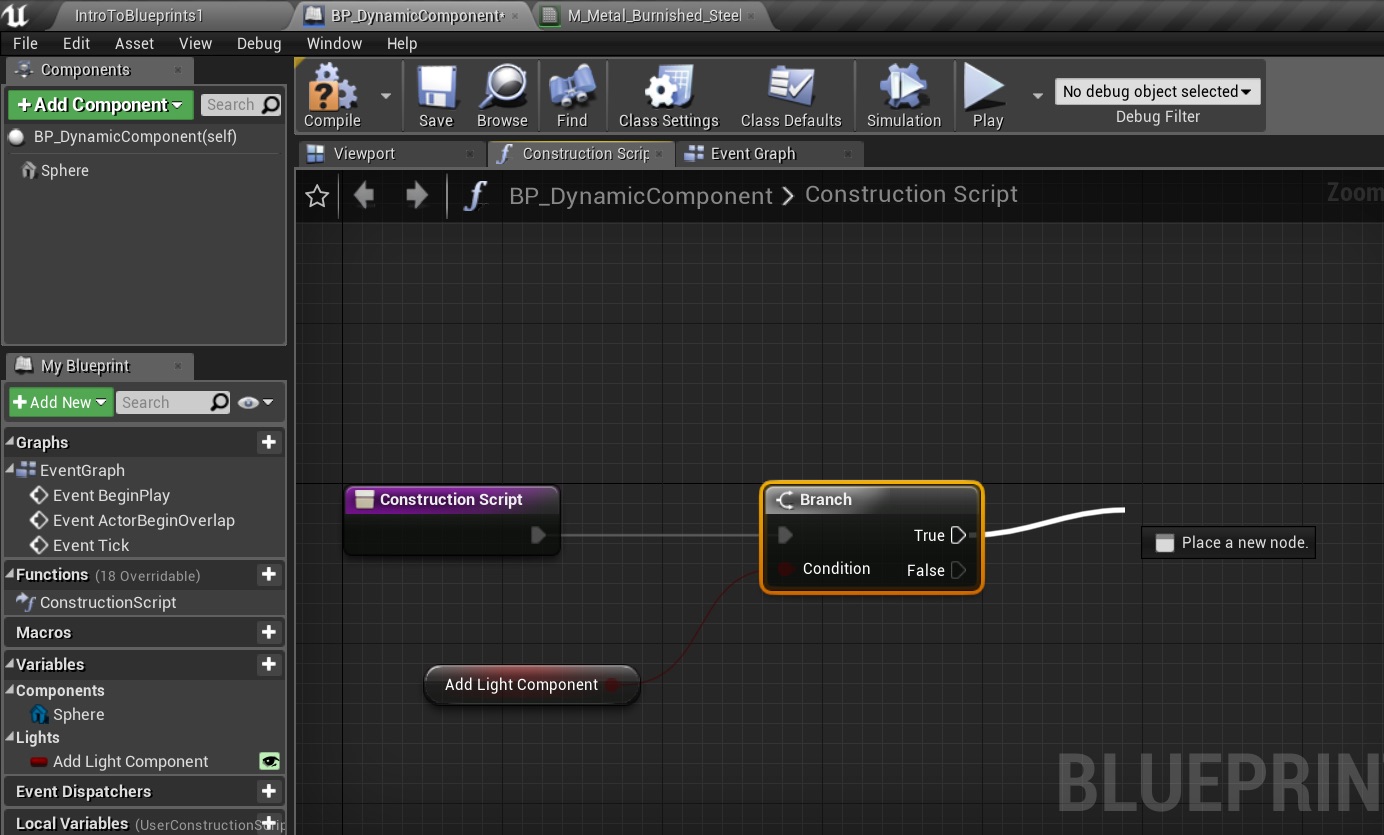 IntroToBlueprints1
BP_DynamicComponent*
M_Metal_Burnished_Steel
File Edit Asset View Debug Window Help
Components
+Add Component
Search
BP_DynamicComponent(self)
Sphere
Compile
Save
Browse
Find
Class Settings
Class Defaults
Simulation
Play
No debug object selected
Debug Filter
Viewport
Construction Scrip
Event Graph
BP_DynamicComponent > Construction Script
Zoom
My Blueprint
+Add New
Search
Graphs
EventGraph
Event BeginPlay
Event ActorBeginOverlap
Event Tick
Functions (18 Overridable)
ConstructionScript
Macros
Variables
Components
Sphere
Lights
Add Light Component
Event Dispatchers
Local Variables (UserConstructionScrip
Construction Script
Branch
True
Condition
False
Place a new node.
Add Light Component
BLUEPRIN